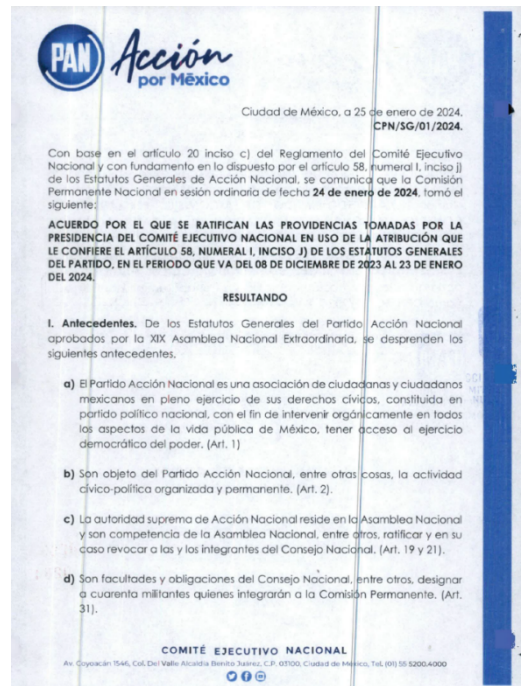 PAN
Acción
por México
Ciudad de México, a 25 de enero de 2024.
CPN/SG/01/2024.
Con base en el artículo 20 inciso c) del Reglamento del Comité Ejecutivo
Nacional y con fundamento en lo dispuesto por el artículo 58, numeral I, inciso j)
de los Estatutos Generales de Acción Nacional, se comunica que la Comisión
Permanente Nacional en sesión ordinaria de fecha 24 de enero de 2024, tomó el
siguiente:
ACUERDO POR EL QUE SE RATIFICAN LAS PROVIDENCIAS TOMADAS POR LA
PRESIDENCIA DEL COMITÉ EJECUTIVO NACIONAL EN USO DE LA ATRIBUCIÓN QUE
LE CONFIERE EL ARTÍCULO 58, NUMERAL I, INCISO J) DE LOS ESTATUTOS GENERALES
DEL PARTIDO, EN EL PERIODO QUE VA DEL 08 DE DICIEMBRE DE 2023 AL 23 DE ENERO
DEL 2024.
RESULTANDO
I. Antecedentes. De los Estatutos Generales del Partido Acción Nacional
aprobados por la XIX Asamblea Nacional Extraordinaria, se desprenden los
siguientes antecedentes,
a) El Partido Acción Nacional es una asociación de ciudadanas y ciudadanos
mexicanos en pleno ejercicio de sus derechos cívicos, constituida en
partido político nacional, con el fin de intervenir orgánicamente en todos
los aspectos de la vida pública de México, tener acceso al ejercicio
democrático del poder. (Art. 1)
b) Son objeto del Partido Acción Nacional, entre otras cosas, la actividad
cívico-política organizada y permanente. (Art. 2).
c) La autoridad suprema de Acción Nacional reside en la Asamblea Nacional
y son competencia de la Asamblea Nacional, entre otros, ratificar y en su
caso revocar a las y los integrantes del Consejo Nacional. (Art. 19 y 21).
d) Son facultades y obligaciones del Consejo Nacional, entre otros, designar
a cuarenta militantes quienes integrarán a la Comisión Permanente. (Art.
31).
COMITÉ EJECUTIVO NACIONAL
Av. Coyoacán 1546, Col. Del Valle Alcaldía Benito Juárez, C.P. 03100, Ciudad de México, Tel. (01) 55 5200.4000